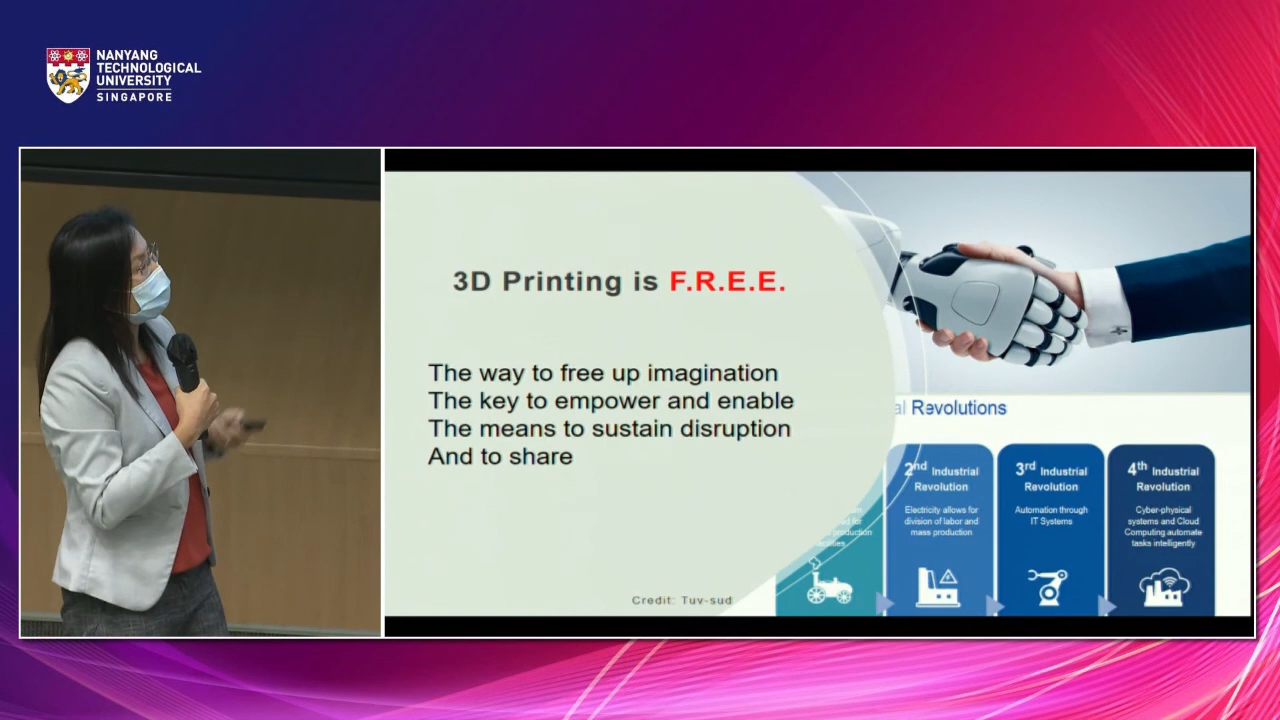 NANYANG
TECHNOLOGICAL
UNIVERSITY
SINGAPORE
3D Printing is F.R.E.E.
The way to free up imagination
The key to empower and enable
The means to sustain disruption
And to share
Credit: Tuv-sud
al Revolutions
production
2nd Industrial
Revolution
Electricity allows for
division of labor and
mass production
3rd Industrial
Revolution
Automation through
IT Systems
4th Industrial
Revolution
Cyber-physical
systems and Cloud
Computing automate
tasks intelligently